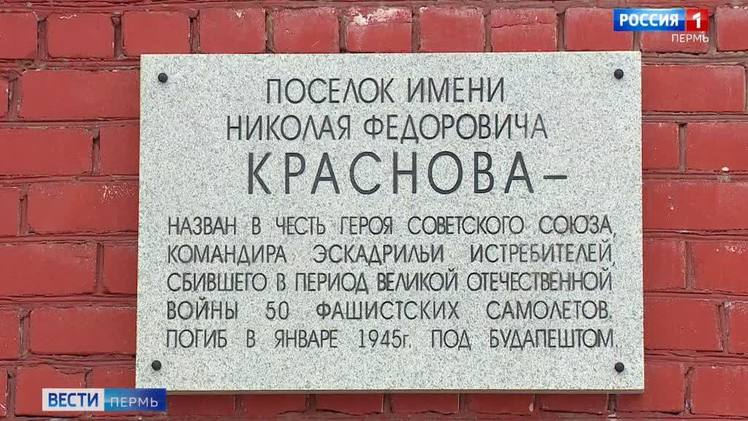 РОССИЯ 1
ПЕРМЬ
ПОСЕЛОК ИМЕНИ
НИКОЛАЯ ФЕДОРОВИЧА
КРАСНОВА –
НАЗВАН В ЧЕСТЬ ГЕРОЯ СОВЕТСКОГО СОЮЗА,
КОМАНДИРА ЭСКАДРИЛЬИ ИСТРЕБИТЕЛЕЙ,
СБИВШЕГО В ПЕРИОД ВЕЛИКОЙ ОТЕЧЕСТВЕННОЙ
ВОЙНЫ 50 ФАШИСТСКИХ САМОЛЕТОВ.
ПОГИБ В ЯНВАРЕ 1945г. ПОД БУДАПЕШТОМ.
ВЕСТИ ПЕРМЬ